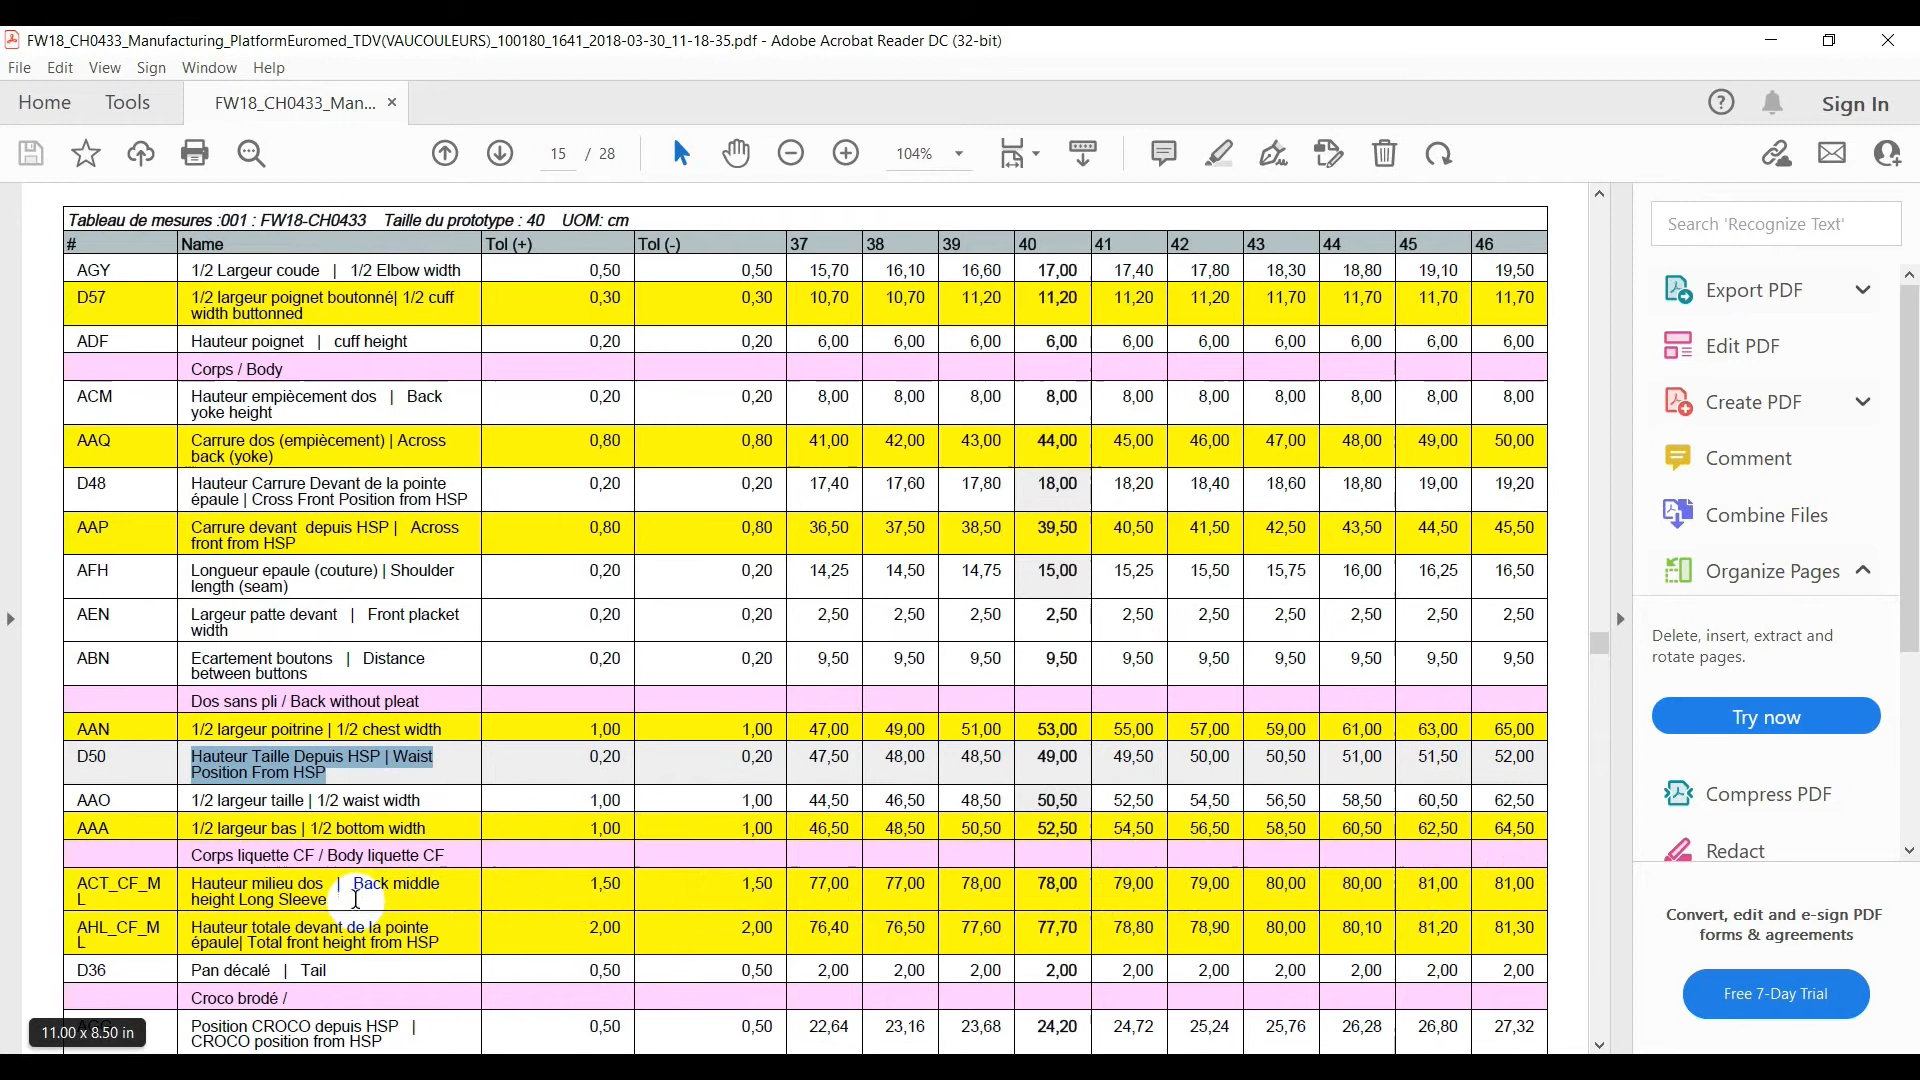 FW18_CH0433_Manufacturing_PlatformEuromed_TDV(VAUCOULEURS)_100180_1641_2018-03-30_11-18-35.pdf - Adobe Acrobat Reader DC (32-bit)
File Edit View Sign Window Help
Home Tools FW18_CH0433_Man... × Sign In
15 / 28 104%
Tableau de mesures :001 : FW18-CH0433 Taille du prototype : 40 UOM: cm
# Name Tol (+) Tol (-) 37 38 39 40 41 42 43 44 45 46
AGY 1/2 Largeur coude | 1/2 Elbow width 0,50 0,50 15,70 16,10 16,60 17,00 17,40 17,80 18,30 18,80 19,10 19,50
D57 1/2 largeur poignet boutonné| 1/2 cuff 0,30 0,30 10,70 10,70 11,20 11,20 11,20 11,20 11,70 11,70 11,70 11,70
width buttonned
ADF Hauteur poignet | cuff height 0,20 0,20 6,00 6,00 6,00 6,00 6,00 6,00 6,00 6,00 6,00 6,00
Corps / Body
ACM Hauteur empiècement dos | Back 0,20 0,20 8,00 8,00 8,00 8,00 8,00 8,00 8,00 8,00 8,00 8,00
yoke height
AAQ Carrure dos (empiècement) | Across 0,80 0,80 41,00 42,00 43,00 44,00 45,00 46,00 47,00 48,00 49,00 50,00
back (yoke)
D48 Hauteur Carrure Devant de la pointe 0,20 0,20 17,40 17,60 17,80 18,00 18,20 18,40 18,60 18,80 19,00 19,20
épaule | Cross Front Position from HSP
AAP Carrure devant depuis HSP | Across 0,80 0,80 36,50 37,50 38,50 39,50 40,50 41,50 42,50 43,50 44,50 45,50
front from HSP
AFH Longueur epaule (couture) | Shoulder 0,20 0,20 14,25 14,50 14,75 15,00 15,25 15,50 15,75 16,00 16,25 16,50
length (seam)
AEN Largeur patte devant | Front placket 0,20 0,20 2,50 2,50 2,50 2,50 2,50 2,50 2,50 2,50 2,50 2,50
width
ABN Ecartement boutons | Distance 0,20 0,20 9,50 9,50 9,50 9,50 9,50 9,50 9,50 9,50 9,50 9,50
between buttons
Dos sans pli / Back without pleat
AAN 1/2 largeur poitrine | 1/2 chest width 1,00 1,00 47,00 49,00 51,00 53,00 55,00 57,00 59,00 61,00 63,00 65,00
D50 Hauteur Taille Depuis HSP | Waist 0,20 0,20 47,50 48,00 48,50 49,00 49,50 50,00 50,50 51,00 51,50 52,00
Position From HSP
AAO 1/2 largeur taille | 1/2 waist width 1,00 1,00 44,50 46,50 48,50 50,50 52,50 54,50 56,50 58,50 60,50 62,50
AAA 1/2 largeur bas | 1/2 bottom width 1,00 1,00 46,50 48,50 50,50 52,50 54,50 56,50 58,50 60,50 62,50 64,50
Corps liquette CF / Body liquette CF
ACT_CF_M Hauteur milieu dos | Back middle 1,50 1,50 77,00 77,00 78,00 78,00 79,00 79,00 80,00 80,00 81,00 81,00
L height Long Sleeve
AHL_CF_M Hauteur totale devant de la pointe 2,00 2,00 76,40 76,50 77,60 77,70 78,80 78,90 80,00 80,10 81,20 81,30
L épaule| Total front height from HSP
D36 Pan décalé | Tail 0,50 0,50 2,00 2,00 2,00 2,00 2,00 2,00 2,00 2,00 2,00 2,00
Croco brodé /
Position CROCO depuis HSP | 0,50 0,50 22,64 23,16 23,68 24,20 24,72 25,24 25,76 26,28 26,80 27,32
CROCO position from HSP
11.00 x 8.50 in
Search 'Recognize Text'
Export PDF
Edit PDF
Create PDF
Comment
Combine Files
Organize Pages
Delete, insert, extract and
rotate pages.
Try now
Compress PDF
Redact
Convert, edit and e-sign PDF
forms & agreements
Free 7-Day Trial